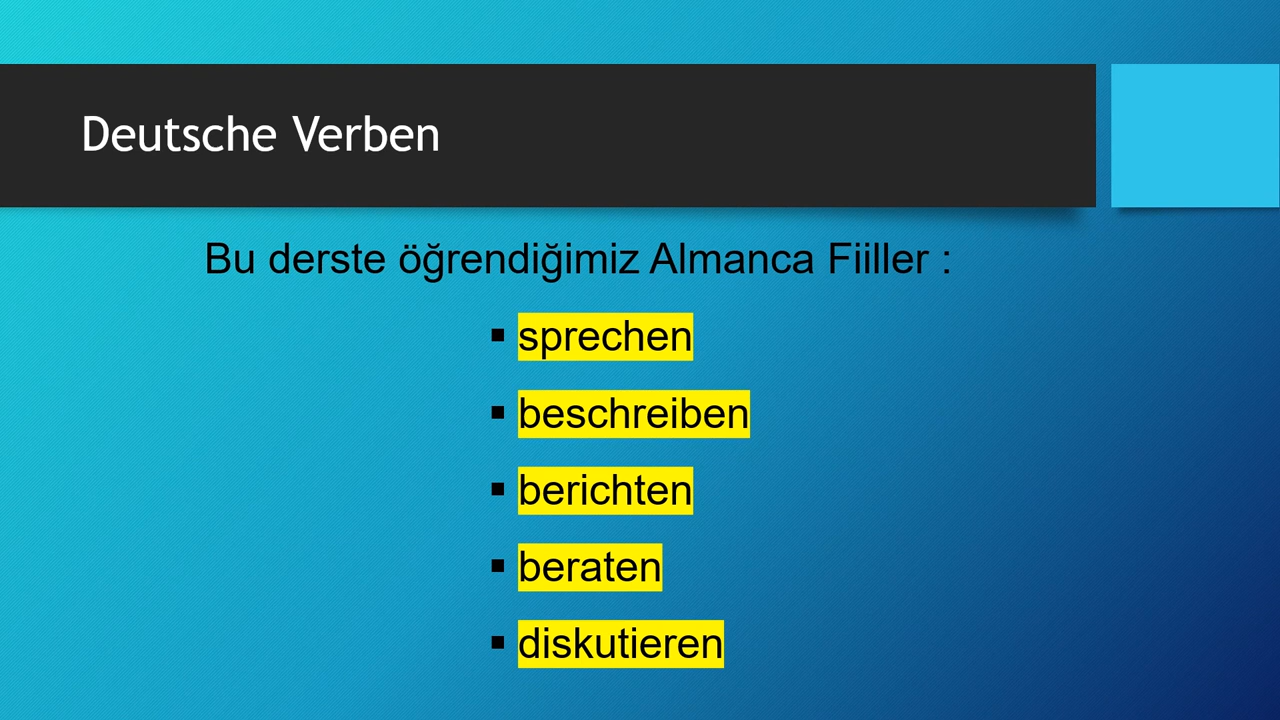 Deutsche Verben
Bu derste öğrendiğimiz Almanca Fiiller :
▪ sprechen
▪ beschreiben
▪ berichten
▪ beraten
▪ diskutieren